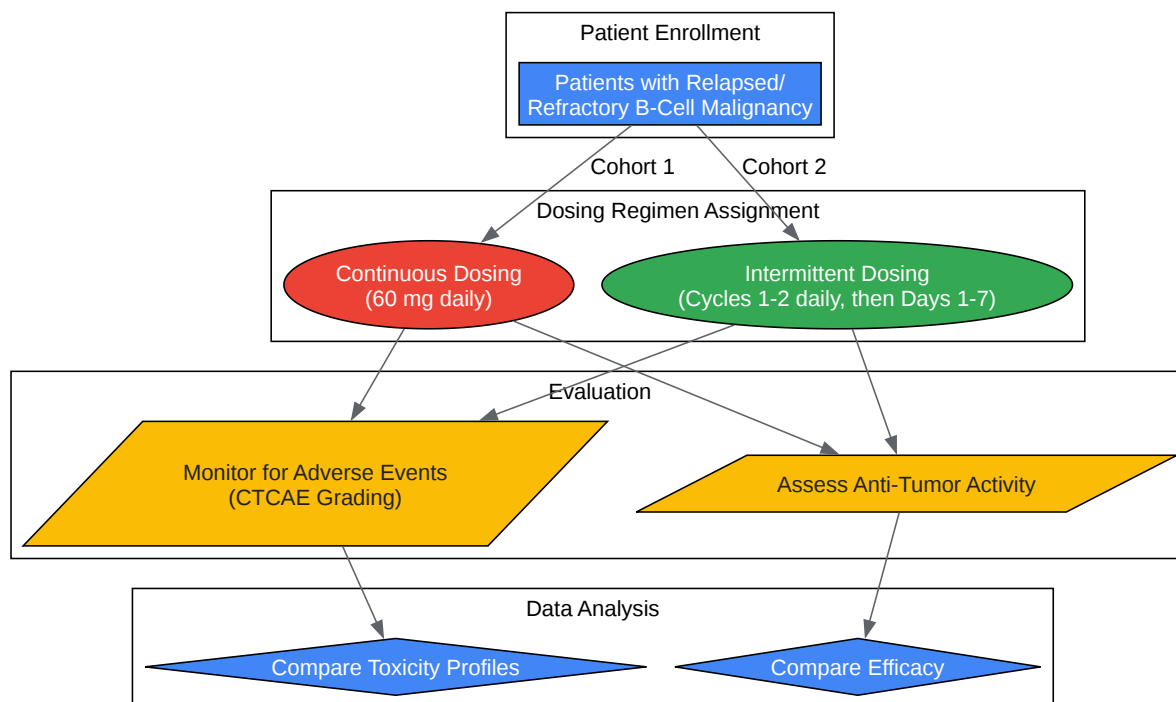 Patient Enrollment
Patients with Relapsed/
Refractory B-Cell Malignancy
Cohort 1
Cohort 2
Dosing Regimen Assignment
Continuous Dosing
(60 mg daily)
Intermittent Dosing
(Cycles 1-2 daily, then Days 1-7)
Evaluation
Monitor for Adverse Events
(CTCAE Grading)
Assess Anti-Tumor Activity
Data Analysis
Compare Toxicity Profiles
Compare Efficacy